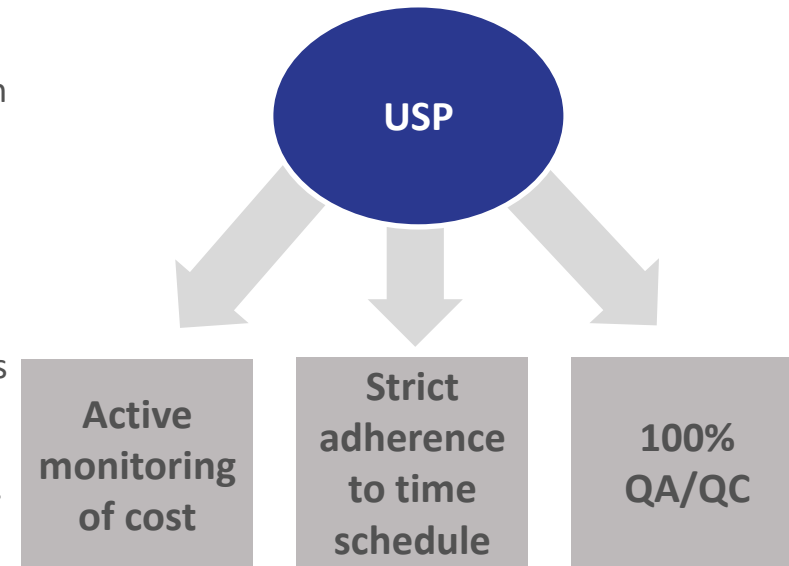 USP
Active
monitoring
of cost
Strict
adherence
to time
schedule
100%
QA/QC